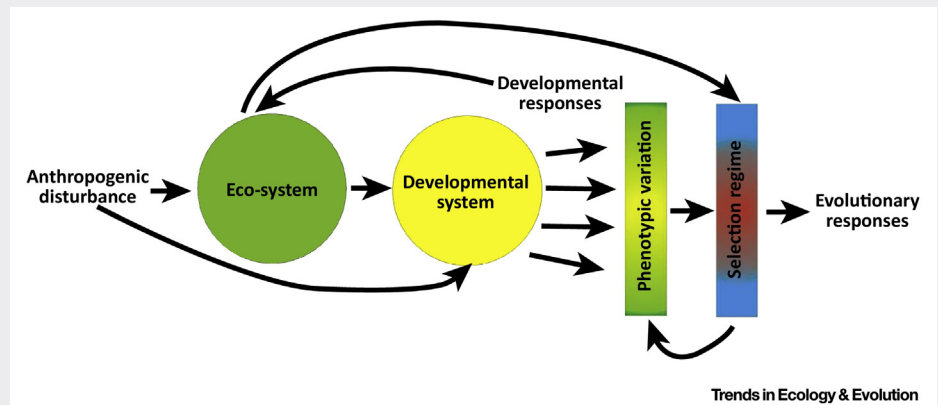 Developmental
responses
Anthropogenic
disturbance
Eco-system
Developmental
system
Phenotypic variation
Selection regime
Evolutionary
responses
Trends in Ecology & Evolution